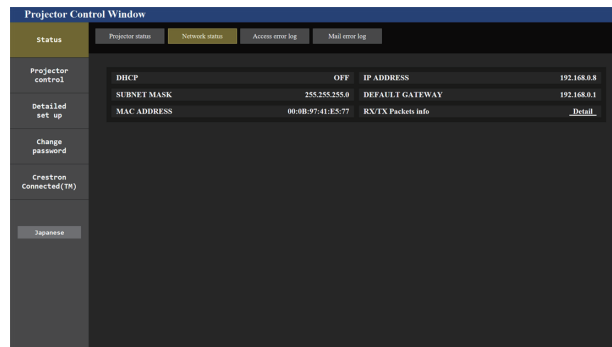 Projector Control Window
Status
Projector status
Network status
Access error log
Mail error log
Projector
control
Detailed
set up
Change
password
Crestron
Connected(TM)
Japanese
DHCP OFF IP ADDRESS 192.168.0.8
SUBNET MASK 255.255.255.0 DEFAULT GATEWAY 192.168.0.1
MAC ADDRESS 00:0B:97:41:E5:77 RX/TX Packets info Detail